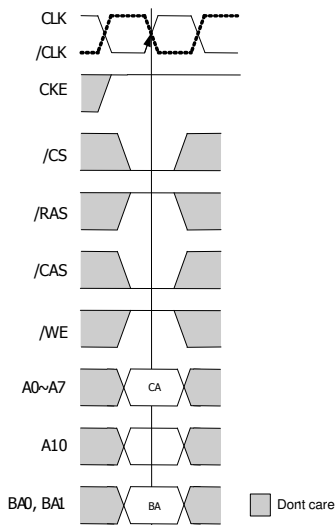 CLK
/CLK
CKE
/CS
/RAS
/CAS
/WE
A0~A7
CA
A10
BA0, BA1
BA
Dont care